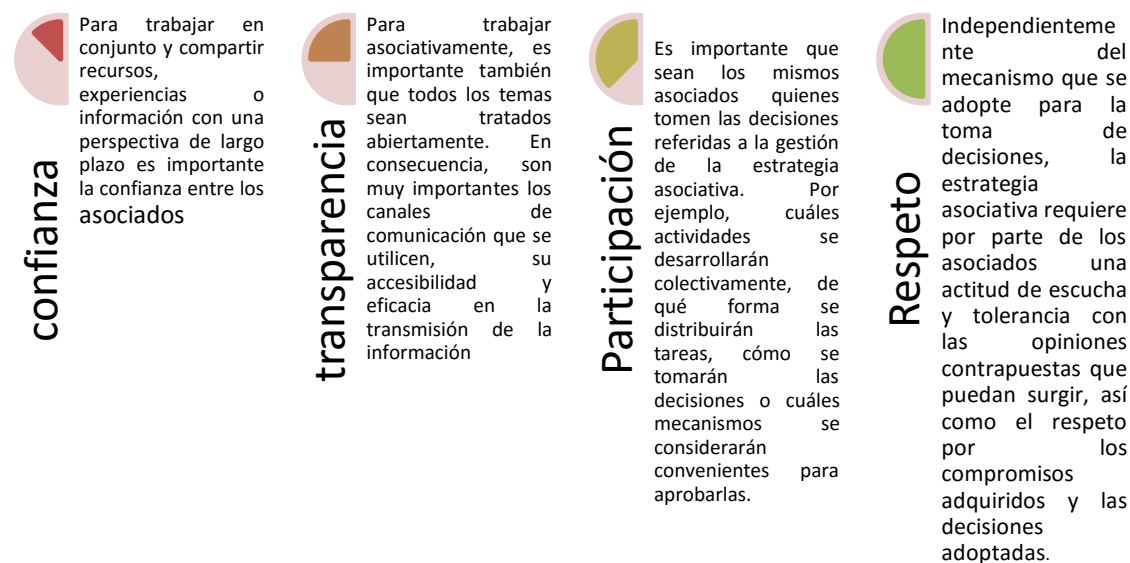 confianza
Para trabajar en
conjunto y compartir
recursos,
experiencias o
información con una
perspectiva de largo
plazo es importante
la confianza entre los
asociados
transparencia
Para trabajar
asociativamente, es
importante también
que todos los temas
sean tratados
abiertamente. En
consecuencia, son
muy importantes los
canales de
comunicación que se
utilicen, su
accesibilidad y
eficacia en la
transmisión de la
información
Participación
Es importante que
sean los mismos
asociados quienes
tomen las decisiones
referidas a la gestión
de la estrategia
asociativa. Por
ejemplo, cuáles
actividades se
desarrollarán
colectivamente, de
qué forma se
distribuirán las
tareas, cómo se
tomarán las
decisiones o cuáles
mecanismos se
considerarán
convenientes para
aprobarlas.
Respeto
Independienteme
nte del
mecanismo que se
adopte para la
toma de
decisiones, la
estrategia
asociativa requiere
por parte de los
asociados una
actitud de escucha
y tolerancia con
las opiniones
contrapuestas que
puedan surgir, así
como el respeto
por los
compromisos
adquiridos y las
decisiones
adoptadas.